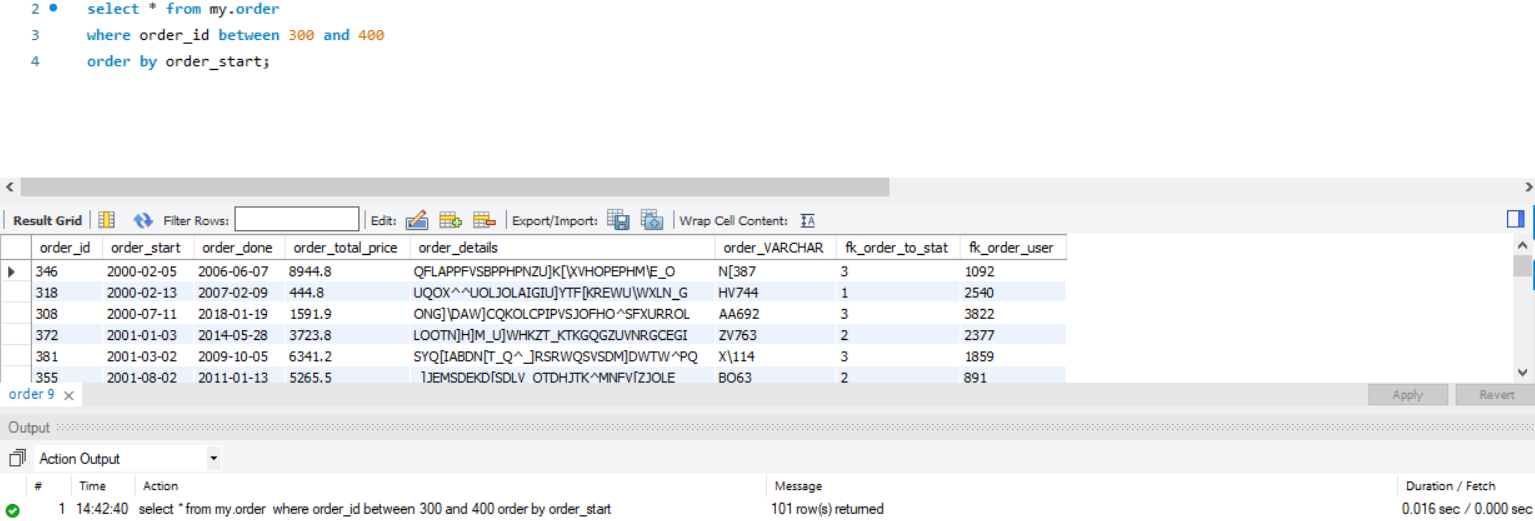 2 select * from my.order
3 where order_id between 300 and 400
4 order by order_start;
Result Grid Filter Rows: Edit: Export/Import: Wrap Cell Content:
order_id order_start order_done order_total_price order_details order_VARCHAR fk_order_to_stat fk_order_user
346 2000-02-05 2006-06-07 8944.8 QFLAPPFVSBPPHPNZU]K[\XVHOPEPHM\E_O N[387 3 1092
318 2000-02-13 2007-02-09 444.8 UQOX^^UOLJOLAIGIU]YTF[KREWU\WXLN_G HV744 1 2540
308 2000-07-11 2018-01-19 1591.9 ONG]\DAW]CQKOLCPIPVSJOFHO^SFXURROL AA692 3 3822
372 2001-01-03 2014-05-28 3723.8 LOOTN]H]M_U]WHKZT_KTKGQGZUVNRGCEGI ZV763 2 2377
381 2001-03-02 2009-10-05 6341.2 SYQ[IABDN[T_Q^_]RSRWQSVSDM]DWTW^PQ X\114 3 1859
355 2001-08-02 2011-01-13 5265.5 BO63 2 891
order 9 Apply Revert
Output
Action Output
# Time Action Message Duration / Fetch
1 14:42:40 select * from my.order where order_id between 300 and 400 order by order_start 101 row(s) returned 0.016 sec / 0.000 sec